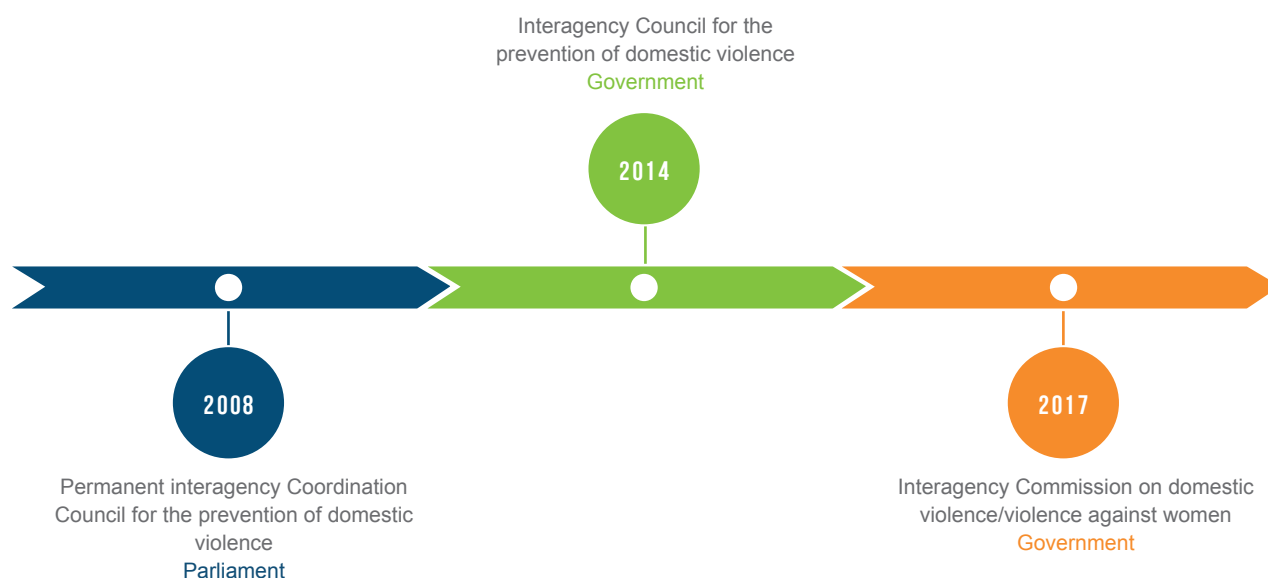 Interagency Council for the
prevention of domestic violence
Government
2014
2008
Permanent interagency Coordination
Council for the prevention of domestic
violence
Parliament
2017
Interagency Commission on domestic
violence/violence against women
Government